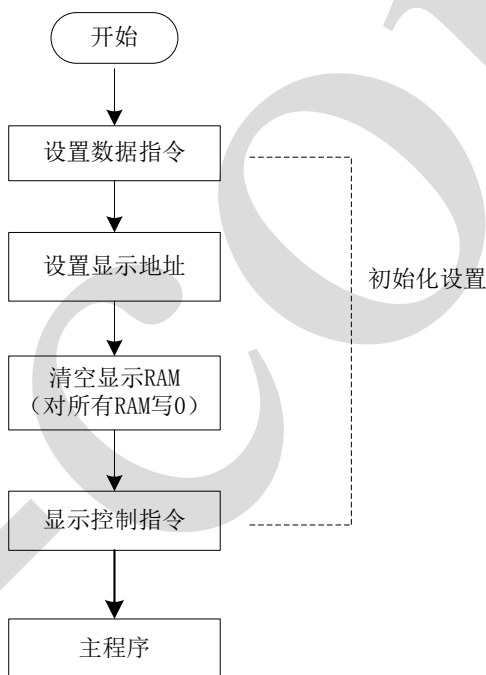 开始
设置数据指令
设置显示地址
初始化设置
清空显示RAM
（对所有RAM写0）
显示控制指令
主程序